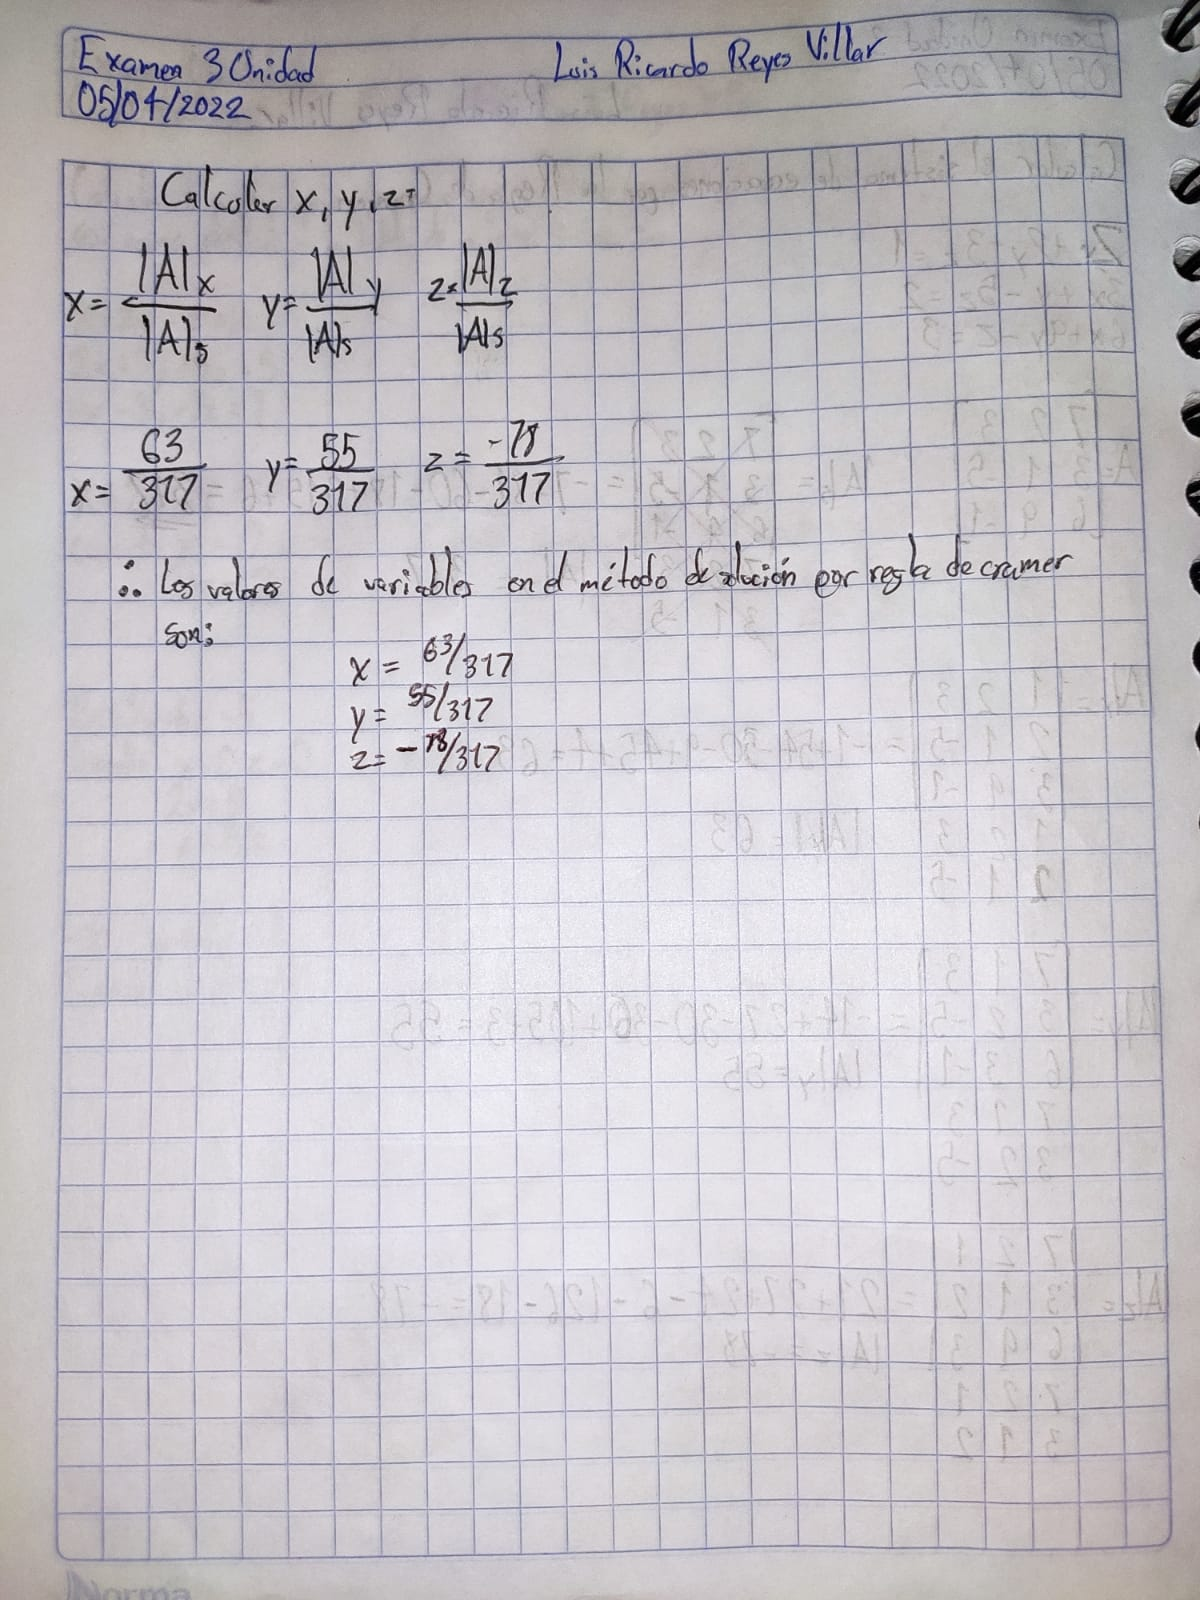 Examen 3 Unidad Luis Ricardo Reyes Villar
05/04/2022
Calcular x, y, z=
x= |A|x / |A|s y= |A|y / |A|s z= |A|z / |A|s
x= 63/317 y= 55/317 z= -78/317
∴ Los valores de variables en el método de solución por regla de cramer
son:
x = 63/317
y= 55/317
z= -78/317
Norma